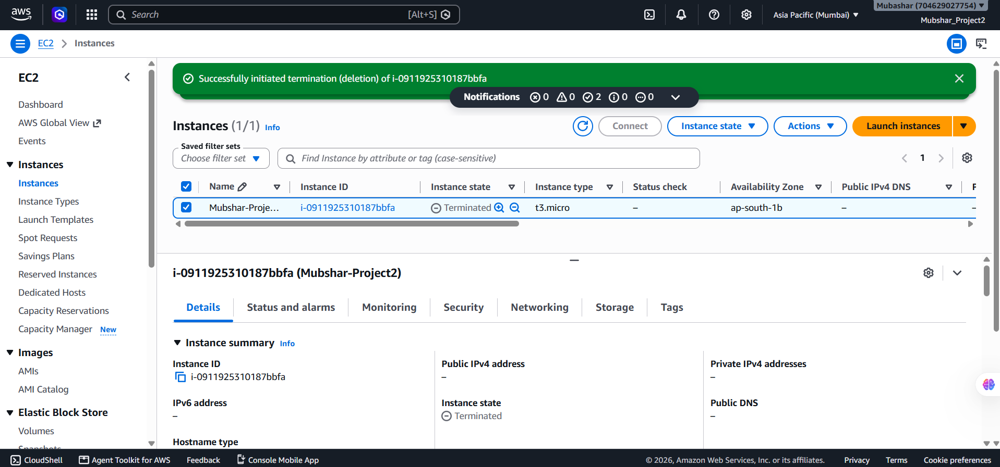 aws
Search [Alt+S]
Asia Pacific (Mumbai)
Mubashar (704629027754)
Mubshar_Project2
EC2 Instances
EC2
Dashboard
AWS Global View
Events
Instances
Instances
Instance Types
Launch Templates
Spot Requests
Savings Plans
Reserved Instances
Dedicated Hosts
Capacity Reservations
Capacity Manager New
Images
AMIs
AMI Catalog
Elastic Block Store
Volumes
Snapshots
Successfully initiated termination (deletion) of i-0911925310187bbfa
Notifications 0 0 2 0 0
Instances (1/1) Info
Connect
Instance state
Actions
Launch instances
Saved filter sets
Choose filter set
Find Instance by attribute or tag (case-sensitive)
1
Name Instance ID Instance state Instance type Status check Availability Zone Public IPv4 DNS P
Mubshar-Proje… i-0911925310187bbfa Terminated t3.micro – ap-south-1b – –
i-0911925310187bbfa (Mubshar-Project2)
Details Status and alarms Monitoring Security Networking Storage Tags
Instance summary Info
Instance ID
i-0911925310187bbfa
IPv6 address
–
Hostname type
Public IPv4 address
–
Instance state
Terminated
Private IPv4 addresses
–
Public DNS
–
CloudShell Agent Toolkit for AWS Feedback Console Mobile App
© 2026, Amazon Web Services, Inc. or its affiliates. Privacy Terms Cookie preferences